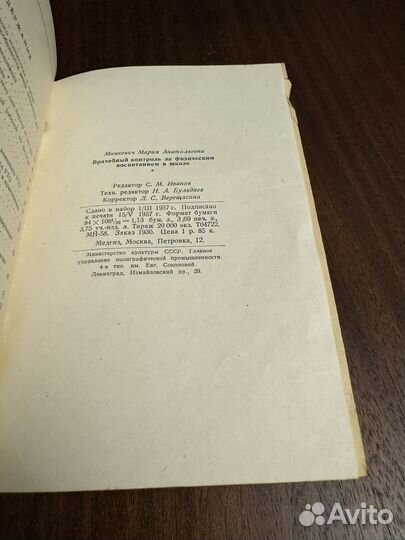 ДЕРЖАНИЕ
Минкевич Мария Анатольевна
Врачебный контроль за физическим
воспитанием в школе
*
Редактор С. М. Иванов
Техн. редактор Н. А. Бульдяев
Корректор Л. С. Верещагина
Сдано в набор 1/III 1957 г. Подписано
к печати 15/V 1957 г. Формат бумаги
84 × 108¹/₃₂ = 1,13 бум. л., 3,69 печ. л.,
3,75 уч.-изд. л. Тираж 20 000 экз. Т04722.
МН-58. Заказ 1930. Цена 1 р. 85 к.
Медгиз, Москва, Петровка, 12.
Министерство культуры СССР. Главное
управление полиграфической промышленности.
4-я тип. им. Евг. Соколовой.
Ленинград, Измайловский пр., 29.
Avito